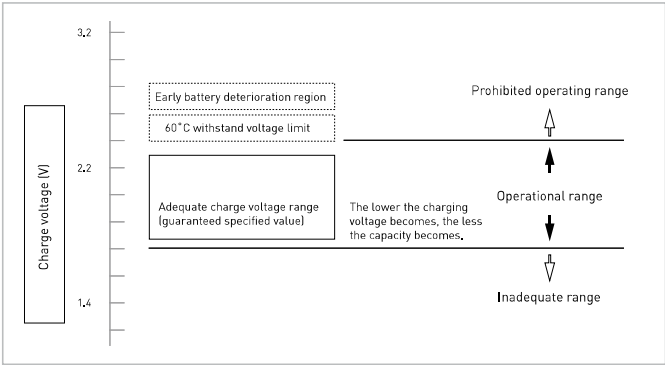 3.2
Early battery deterioration region
Prohibited operating range
60˚C withstand voltage limit
2.2
Charge voltage (V)
Adequate charge voltage range
(guaranteed specified value)
The lower the charging
voltage becomes, the less
the capacity becomes.
Operational range
1.4
Inadequate range